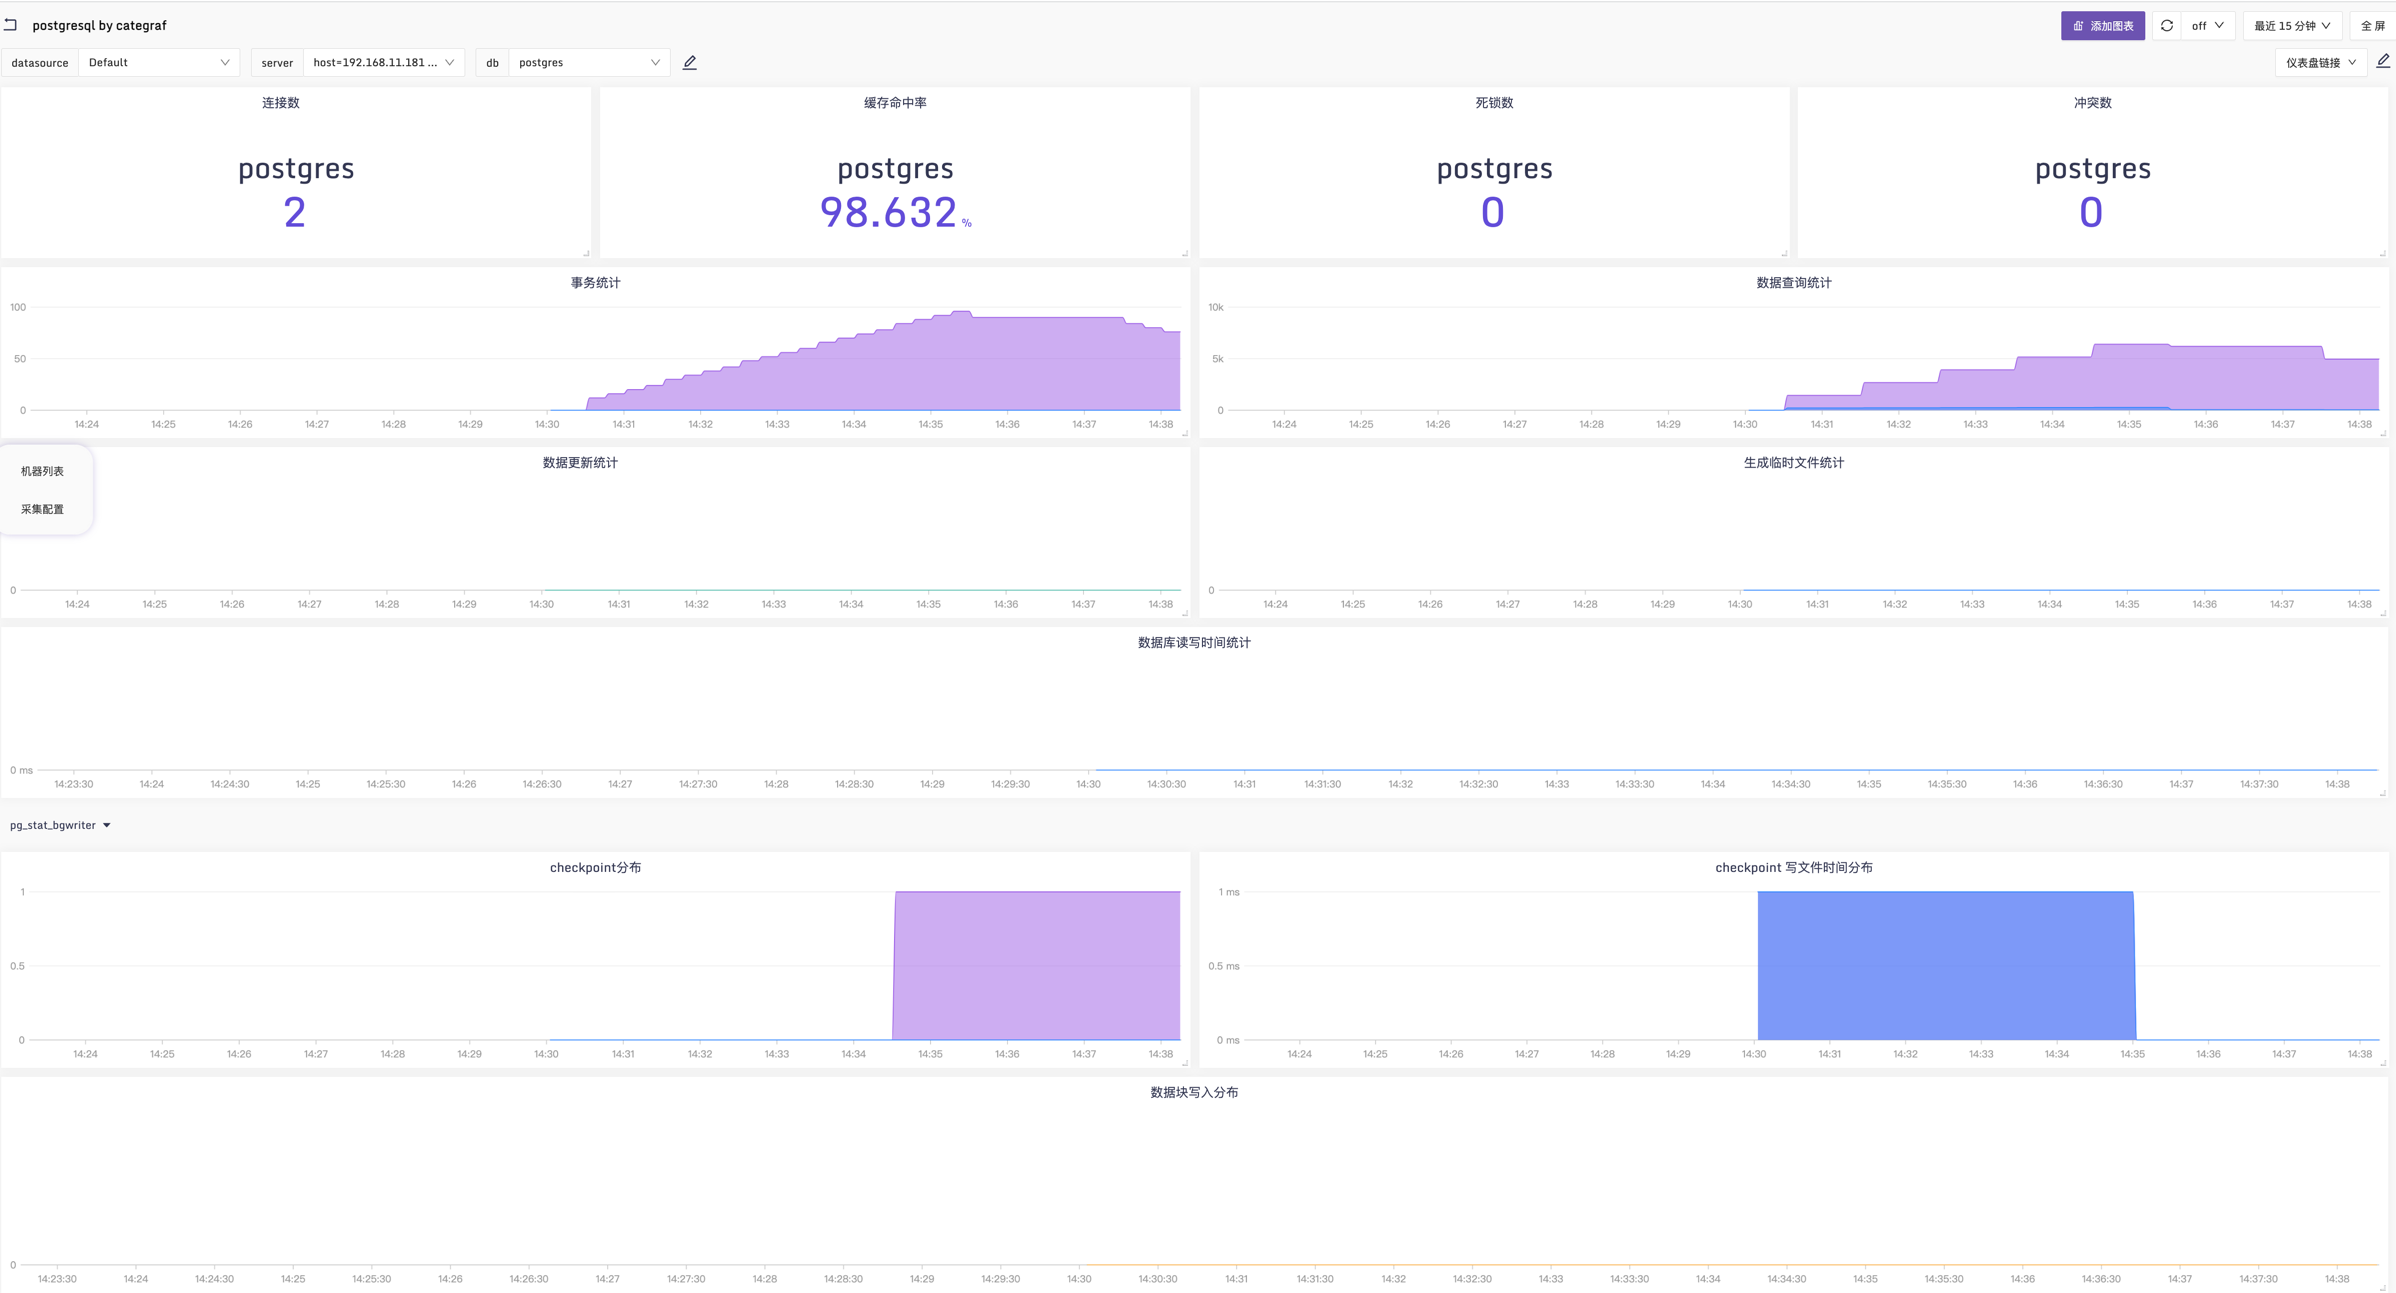 postgresql by categraf 添加图表 off 最近 15 分钟 全 屏
datasource Default server host=192.168.11.181 ... db postgres 仪表盘链接
连接数 缓存命中率 死锁数 冲突数
postgres postgres postgres postgres
2 98.632 % 0 0
事务统计
100
50
0
14:24 14:25 14:26 14:27 14:28 14:29 14:30 14:31 14:32 14:33 14:34 14:35 14:36 14:37 14:38
数据查询统计
10k
5k
0
14:24 14:25 14:26 14:27 14:28 14:29 14:30 14:31 14:32 14:33 14:34 14:35 14:36 14:37 14:38
机器列表
采集配置
数据更新统计
0
14:24 14:25 14:26 14:27 14:28 14:29 14:30 14:31 14:32 14:33 14:34 14:35 14:36 14:37 14:38
生成临时文件统计
0
14:24 14:25 14:26 14:27 14:28 14:29 14:30 14:31 14:32 14:33 14:34 14:35 14:36 14:37 14:38
数据库读写时间统计
0 ms
14:23:30 14:24 14:24:30 14:25 14:25:30 14:26 14:26:30 14:27 14:27:30 14:28 14:28:30 14:29 14:29:30 14:30 14:30:30 14:31 14:31:30 14:32 14:32:30 14:33 14:33:30 14:34 14:34:30 14:35 14:35:30 14:36 14:36:30 14:37 14:37:30 14:38
pg_stat_bgwriter
checkpoint分布
1
0.5
0
14:24 14:25 14:26 14:27 14:28 14:29 14:30 14:31 14:32 14:33 14:34 14:35 14:36 14:37 14:38
checkpoint 写文件时间分布
1 ms
0.5 ms
0 ms
14:24 14:25 14:26 14:27 14:28 14:29 14:30 14:31 14:32 14:33 14:34 14:35 14:36 14:37 14:38
数据块写入分布
0
14:23:30 14:24 14:24:30 14:25 14:25:30 14:26 14:26:30 14:27 14:27:30 14:28 14:28:30 14:29 14:29:30 14:30 14:30:30 14:31 14:31:30 14:32 14:32:30 14:33 14:33:30 14:34 14:34:30 14:35 14:35:30 14:36 14:36:30 14:37 14:37:30 14:38